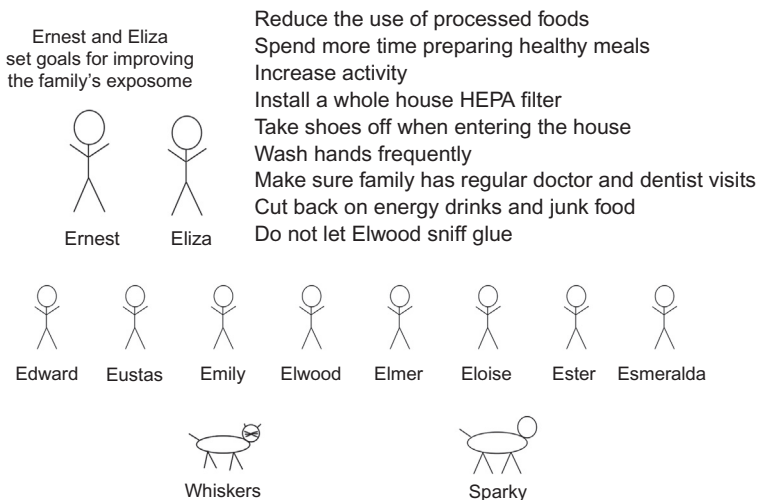 Ernest and Eliza
set goals for improving
the family's exposome
Reduce the use of processed foods
Spend more time preparing healthy meals
Increase activity
Install a whole house HEPA filter
Take shoes off when entering the house
Wash hands frequently
Make sure family has regular doctor and dentist visits
Cut back on energy drinks and junk food
Do not let Elwood sniff glue
Ernest
Eliza
Edward
Eustas
Emily
Elwood
Elmer
Eloise
Ester
Esmeralda
Whiskers
Sparky